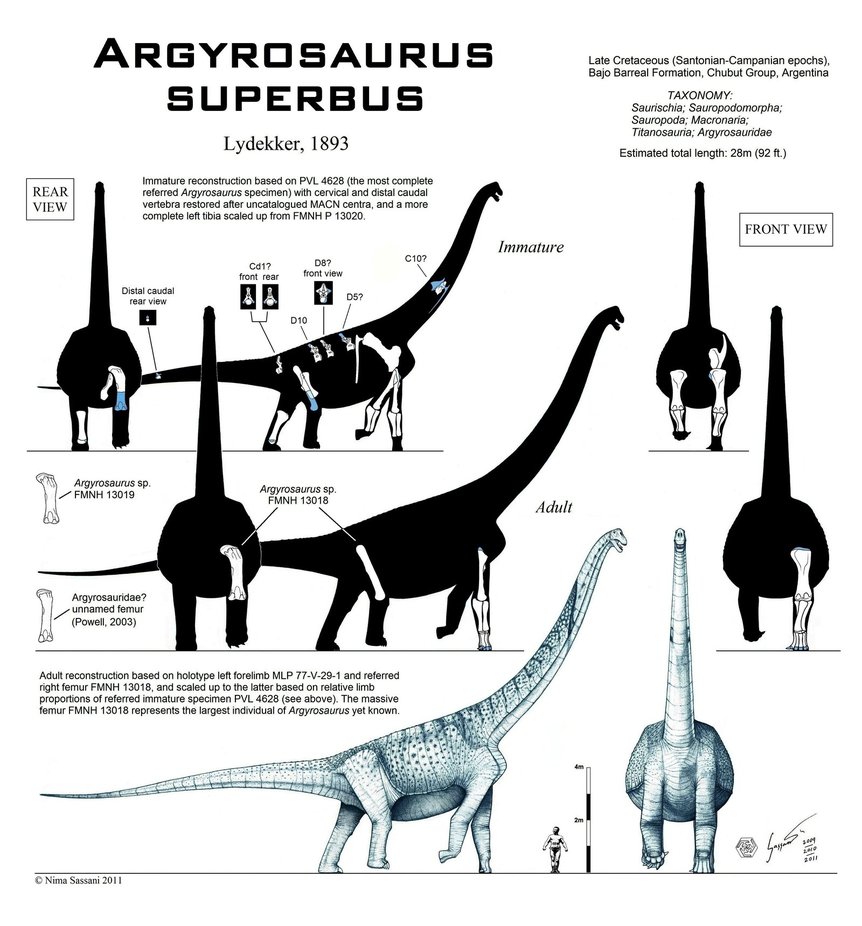 ARGYROSAURUS
SUPERBUS
Lydekker, 1893
Late Cretaceous (Santonian-Campanian epochs),
Bajo Barreal Formation, Chubut Group, Argentina
TAXONOMY:
Saurischia; Sauropodomorpha;
Sauropoda; Macronaria;
Titanosauria; Argyrosauridae
Estimated total length: 28m (92 ft.)
REAR
VIEW
Immature reconstruction based on PVL 4628 (the most complete
referred Argyrosaurus specimen) with cervical and distal caudal
vertebra restored after uncatalogued MACN centra, and a more
complete left tibia scaled up from FMNH P 13020.
FRONT VIEW
Immature
C10?
D8?
front view
Cd1?
front rear
D5?
Distal caudal
rear view
D10
Argyrosaurus sp.
FMNH 13019
Argyrosaurus sp.
FMNH 13018
Adult
Argyrosauridae?
unnamed femur
(Powell, 2003)
Adult reconstruction based on holotype left forelimb MLP 77-V-29-1 and referred
right femur FMNH 13018, and scaled up to the latter based on relative limb
proportions of referred immature specimen PVL 4628 (see above). The massive
femur FMNH 13018 represents the largest individual of Argyrosaurus yet known.
4m
2m
Sassani
2009
2010
2011
© Nima Sassani 2011